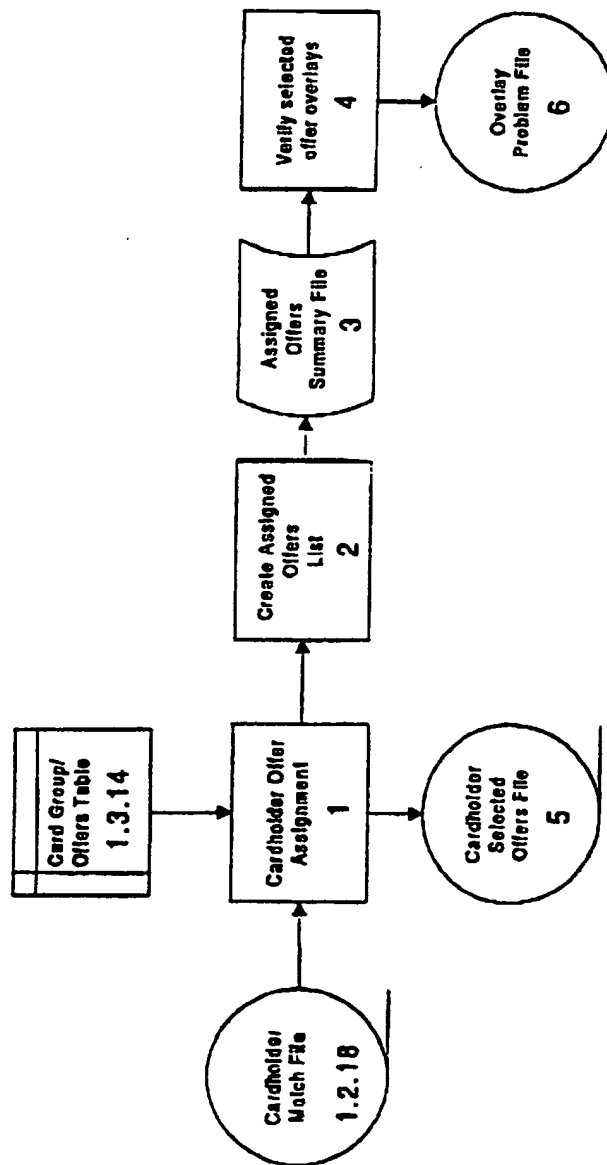 Cardholder
Match File
1.2.18
Card Group/
Offers Table
1.3.14
Cardholder Offer
Assignment
1
Cardholder
Selected
Offers File
5
Create Assigned
Offers
List
2
Assigned
Offers
Summary File
3
Verify selected
offer overlays
4
Overlay
Problem File
6